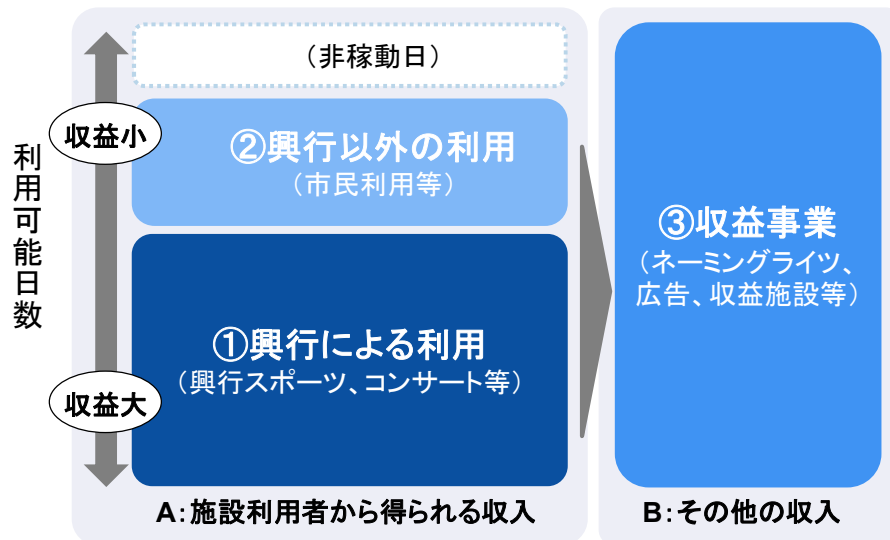 利用可能日数
収益小
収益大
（非稼動日）
②興行以外の利用
（市民利用等）
①興行による利用
（興行スポーツ、コンサート等）
A：施設利用者から得られる収入
③収益事業
（ネーミングライツ、
広告、収益施設等）
B：その他の収入